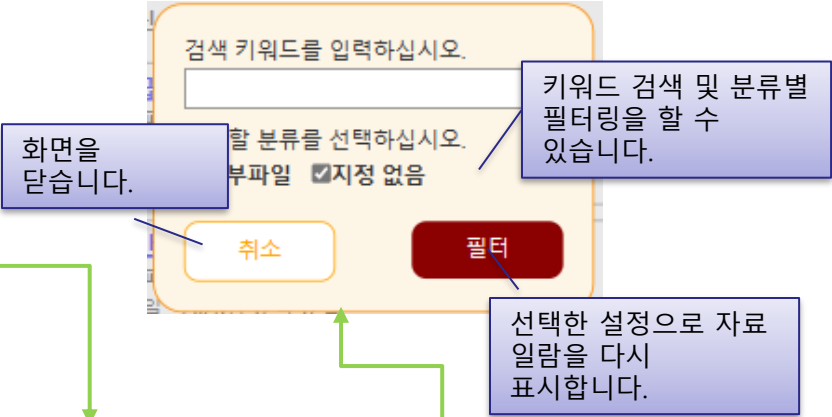 검색 키워드를 입력하십시오.
키워드 검색 및 분류별
필터링을 할 수
있습니다.
할 분류를 선택하십시오.
화면을
닫습니다.
부파일 지정 없음
취소
필터
선택한 설정으로 자료
일람을 다시
표시합니다.